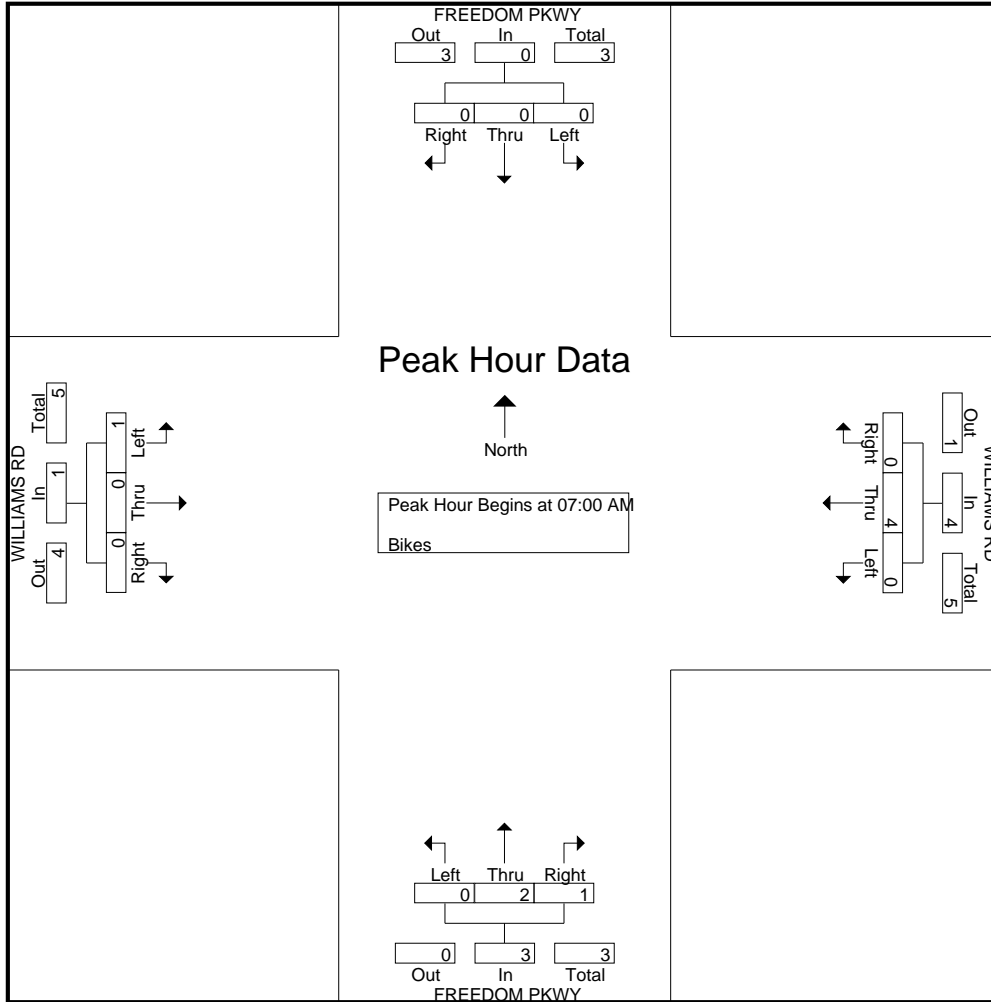 FREEDOM PKWY
Out In Total
3 0 3
0 0 0
Right Thru Left
Peak Hour Data
North
Peak Hour Begins at 07:00 AM
Bikes
WILLIAMS RD
Out In Total
4 1 5
Right Thru Left
0 0 1
WILLIAMS RD
Out In Total
1 4 5
Right Thru Left
0 4 0
Left Thru Right
0 2 1
0 3 3
Out In Total
FREEDOM PKWY